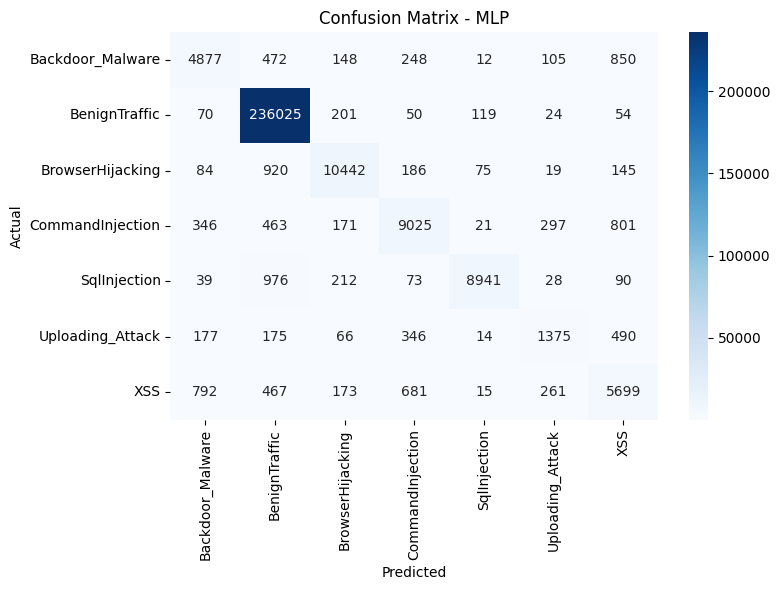 Confusion Matrix - MLP
Backdoor_Malware 4877 472 148 248 12 105 850
BenignTraffic 70 236025 201 50 119 24 54
BrowserHijacking 84 920 10442 186 75 19 145
CommandInjection 346 463 171 9025 21 297 801
SqlInjection 39 976 212 73 8941 28 90
Uploading_Attack 177 175 66 346 14 1375 490
XSS 792 467 173 681 15 261 5699
Actual
Backdoor_Malware
BenignTraffic
BrowserHijacking
CommandInjection
SqlInjection
Uploading_Attack
XSS
Predicted
200000
150000
100000
50000